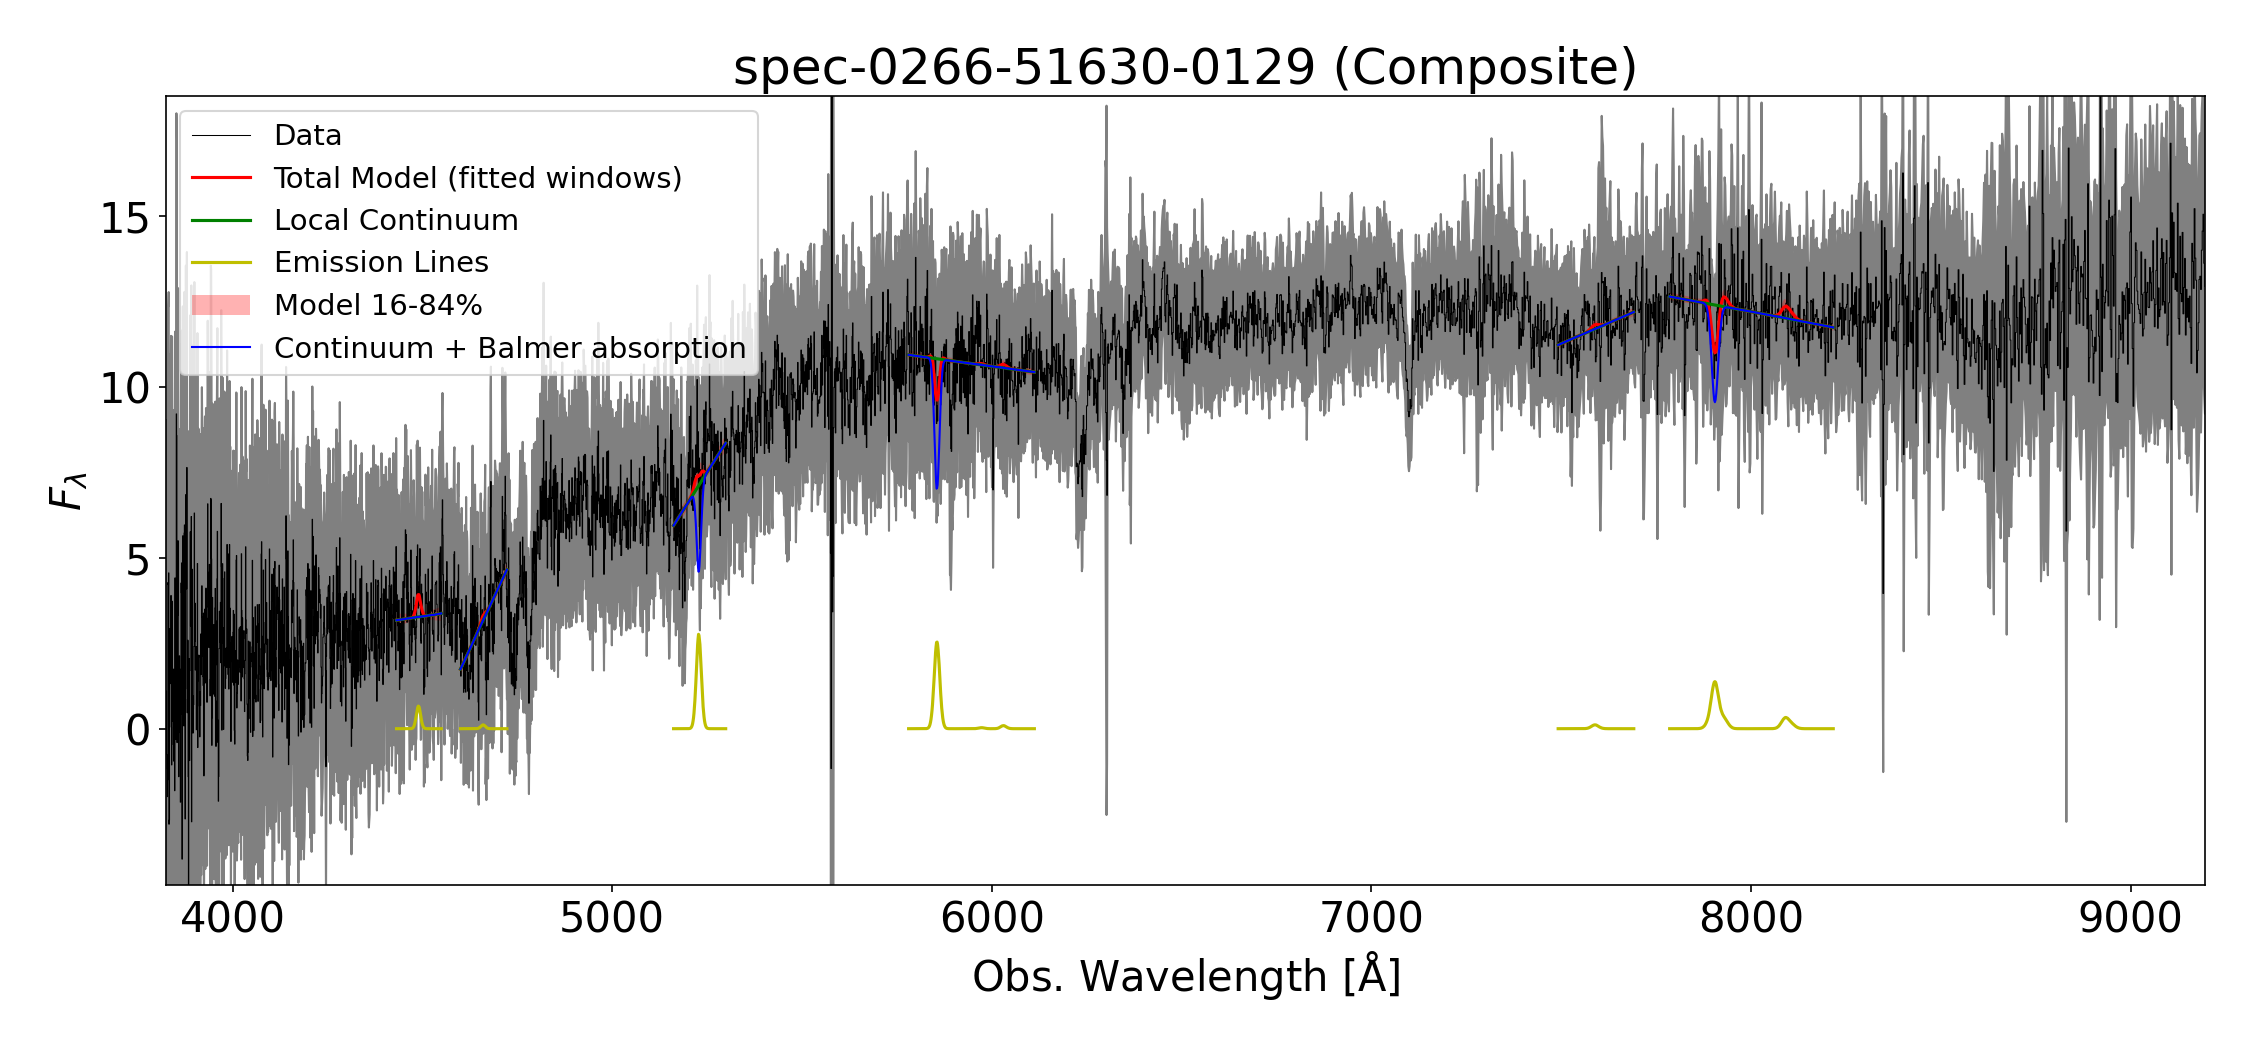 spec-0266-51630-0129 (Composite)
Data
Total Model (fitted windows)
Local Continuum
Emission Lines
Model 16-84%
Continuum + Balmer absorption
15
10
5
0
F_λ
4000 5000 6000 7000 8000 9000
Obs. Wavelength [Å]